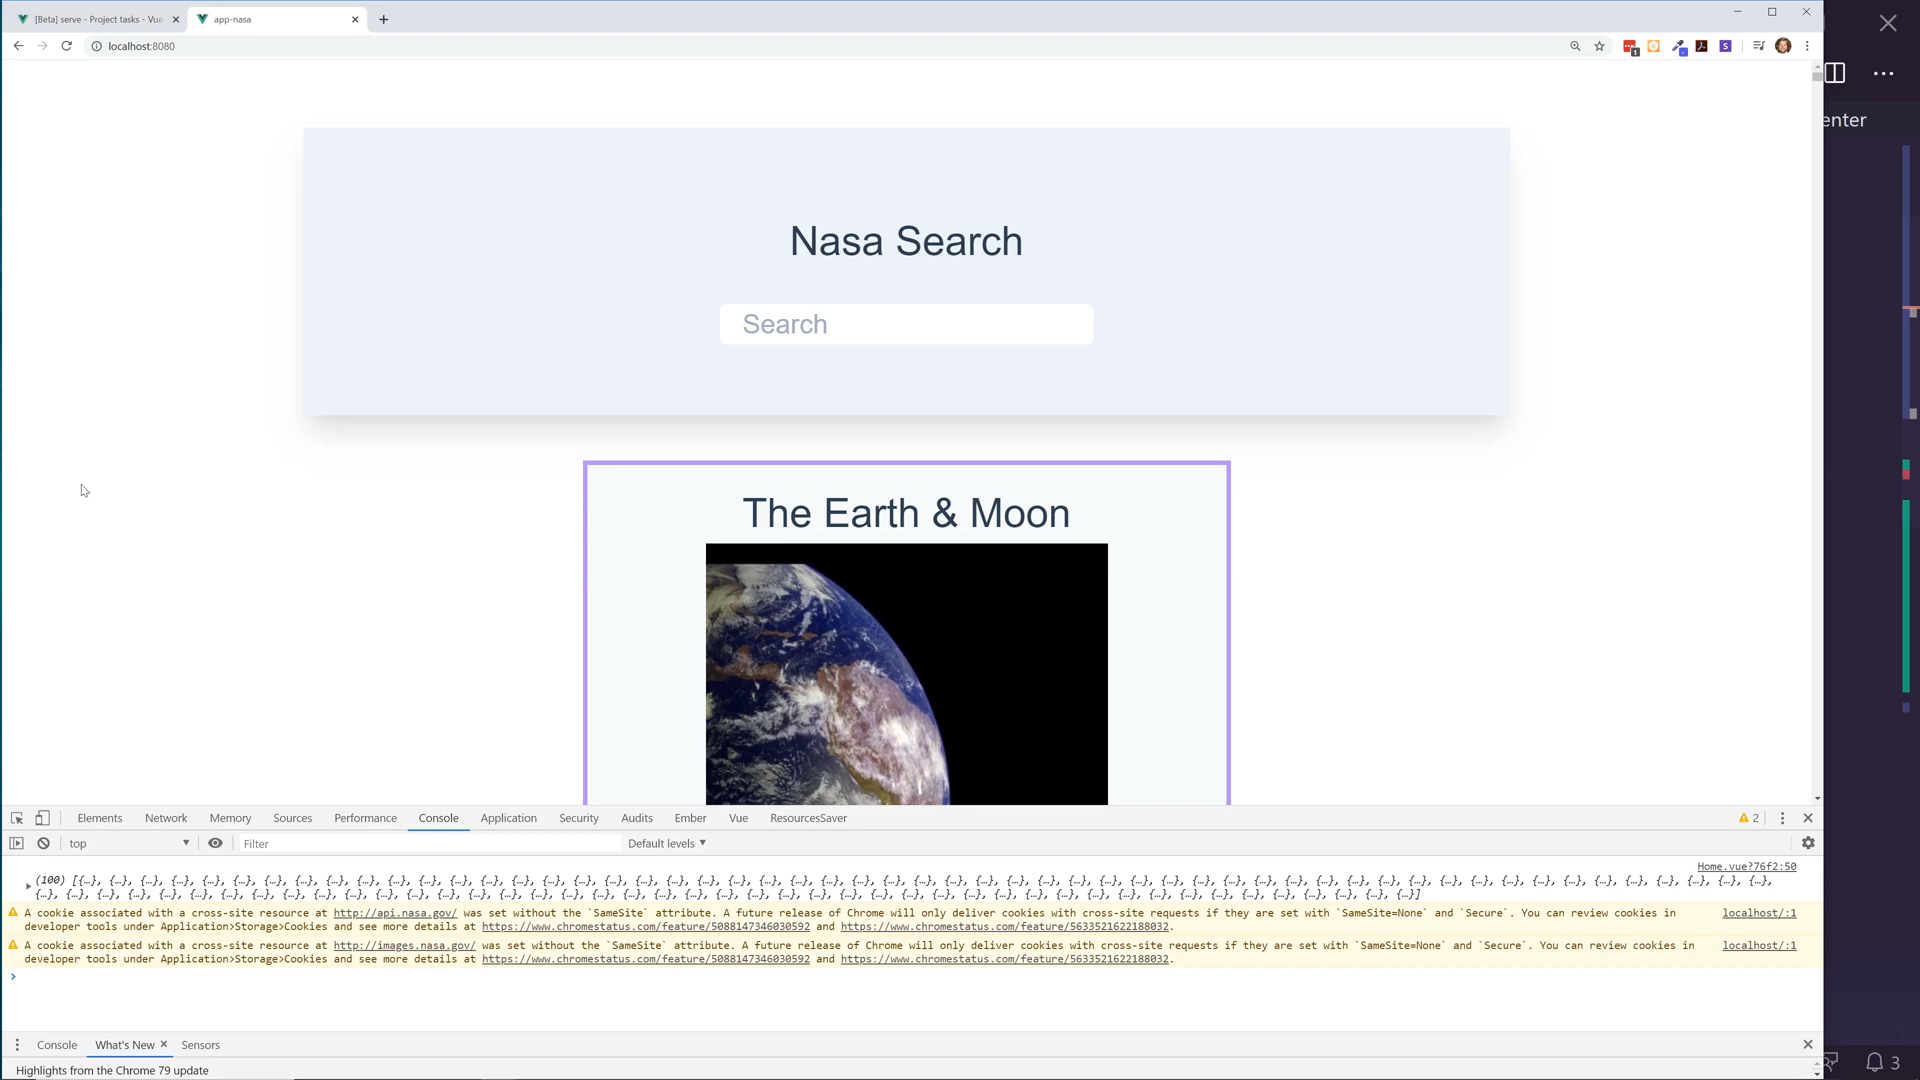 [Beta] serve - Project tasks - Vue
app-nasa
localhost:8080
enter
Nasa Search
Search
The Earth & Moon
Elements Network Memory Sources Performance Console Application Security Audits Ember Vue ResourcesSaver 2
top Filter Default levels
Home.vue?76f2:50
(100) [{…}, {…}, {…}, {…}, {…}, {…}, {…}, {…}, {…}, {…}, {…}, {…}, {…}, {…}, {…}, {…}, {…}, {…}, {…}, {…}, {…}, {…}, {…}, {…}, {…}, {…}, {…}, {…}, {…}, {…}, {…}, {…}, {…}, {…}, {…}, {…}, {…}, {…}, {…}, {…}, {…}, {…}, {…}, {…}, {…}, {…}, {…}, {…}, {…}, {…}, {…}, {…}, {…}, {…}, {…},
{…}, {…}, {…}, {…}, {…}, {…}, {…}, {…}, {…}, {…}, {…}, {…}, {…}, {…}, {…}, {…}, {…}, {…}, {…}, {…}, {…}, {…}, {…}, {…}, {…}, {…}, {…}, {…}, {…}, {…}, {…}, {…}, {…}, {…}, {…}, {…}, {…}, {…}, {…}, {…}, {…}, {…}, {…}, {…}, {…}]
A cookie associated with a cross-site resource at http://api.nasa.gov/ was set without the `SameSite` attribute. A future release of Chrome will only deliver cookies with cross-site requests if they are set with `SameSite=None` and `Secure`. You can review cookies in localhost/:1
developer tools under Application>Storage>Cookies and see more details at https://www.chromestatus.com/feature/5088147346030592 and https://www.chromestatus.com/feature/5633521622188032.
A cookie associated with a cross-site resource at http://images.nasa.gov/ was set without the `SameSite` attribute. A future release of Chrome will only deliver cookies with cross-site requests if they are set with `SameSite=None` and `Secure`. You can review cookies in localhost/:1
developer tools under Application>Storage>Cookies and see more details at https://www.chromestatus.com/feature/5088147346030592 and https://www.chromestatus.com/feature/5633521622188032.
Console What's New Sensors
3
Highlights from the Chrome 79 update